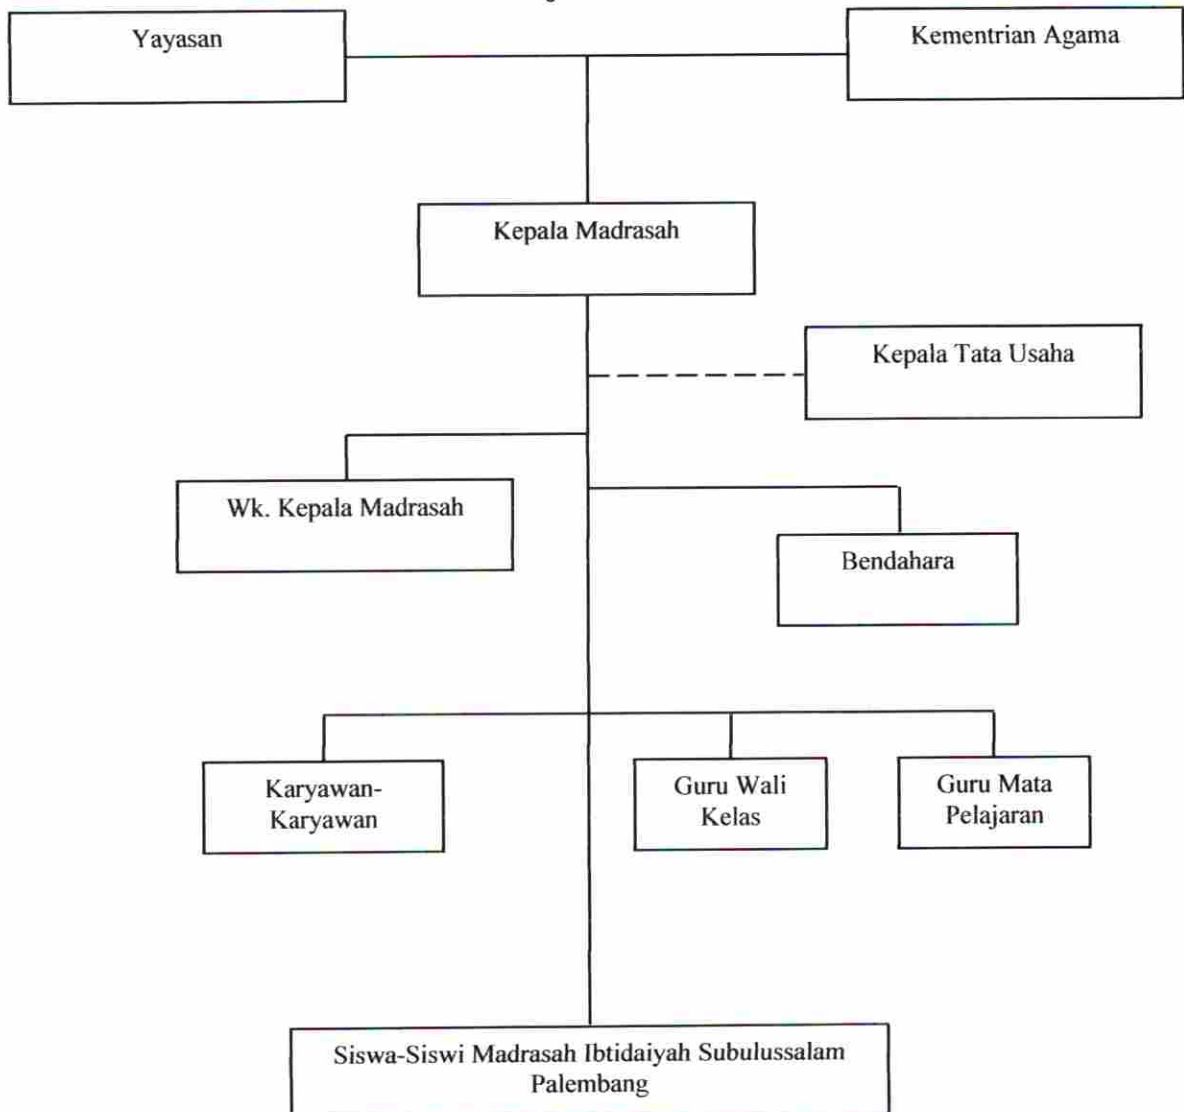 Yayasan
Kementrian Agama
Kepala Madrasah
Kepala Tata Usaha
Wk. Kepala Madrasah
Bendahara
Karyawan-
Karyawan
Guru Wali
Kelas
Guru Mata
Pelajaran
Siswa-Siswi Madrasah Ibtidaiyah Subulussalam
Palembang